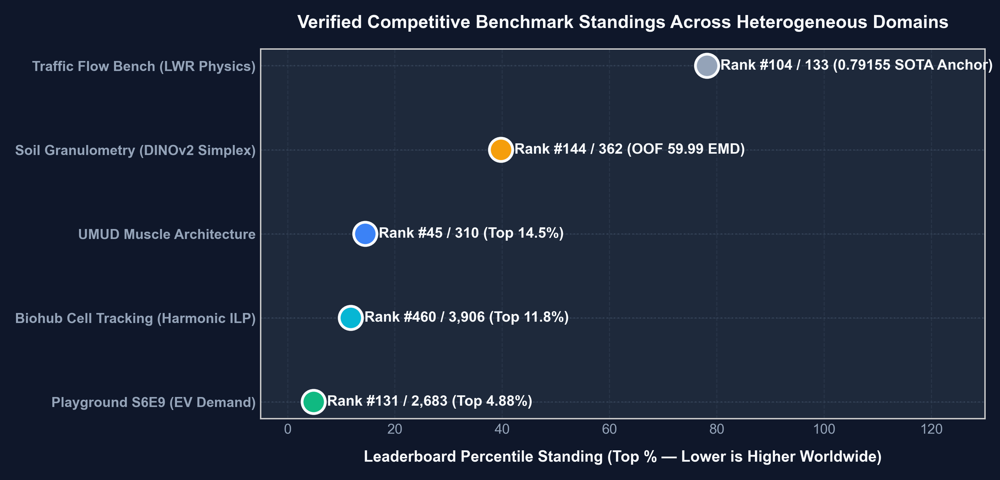 Verified Competitive Benchmark Standings Across Heterogeneous Domains
Traffic Flow Bench (LWR Physics)
Rank #104 / 133 (0.79155 SOTA Anchor)
Soil Granulometry (DINOv2 Simplex)
Rank #144 / 362 (OOF 59.99 EMD)
UMUD Muscle Architecture
Rank #45 / 310 (Top 14.5%)
Biohub Cell Tracking (Harmonic ILP)
Rank #460 / 3,906 (Top 11.8%)
Playground S6E9 (EV Demand)
Rank #131 / 2,683 (Top 4.88%)
0 20 40 60 80 100 120
Leaderboard Percentile Standing (Top % — Lower is Higher Worldwide)